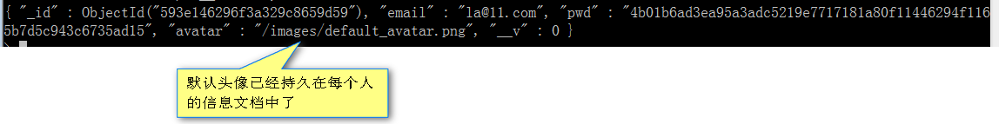 { "_id" : ObjectId("593e146296f3a329c8659d59"), "email" : "la@11.com", "pwd" : "4b01b6ad3ea95a3adc5219e7717181a80f11446294f116
5b7d5c943c6735ad15", "avatar" : "/images/default_avatar.png", "__v" : 0 }
默认头像已经持久在每个人
的信息文档中了